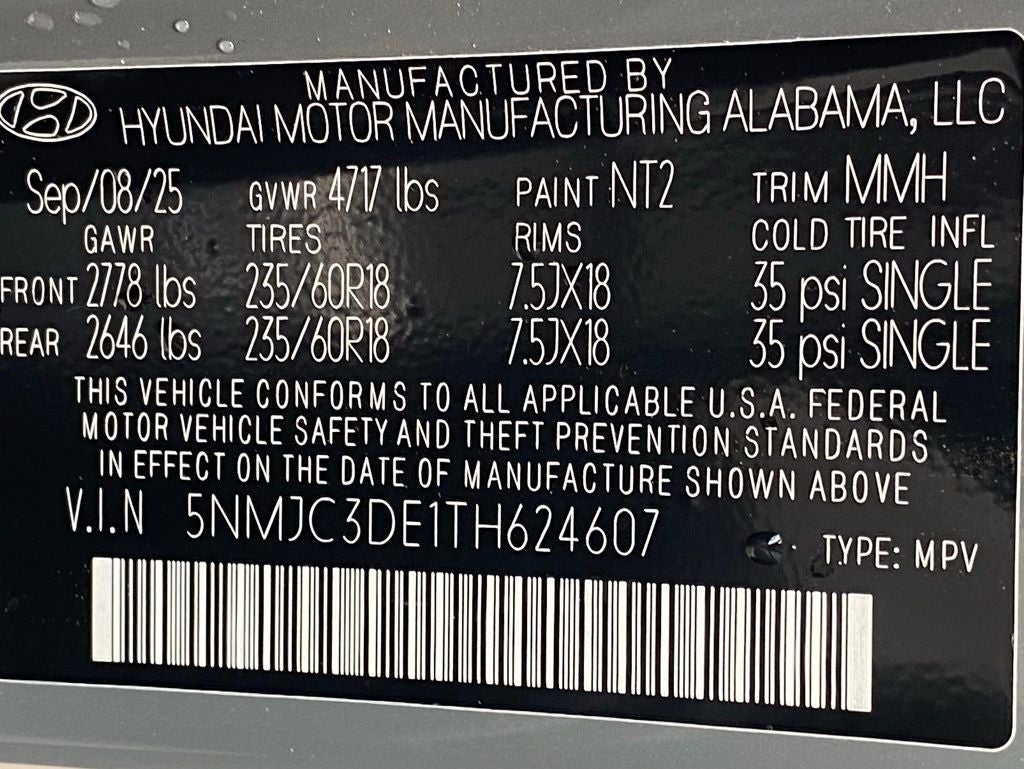 MANUFACTURED BY
HYUNDAI MOTOR MANUFACTURING ALABAMA, LLC
Sep/08/25 GVWR 4717 lbs PAINT NT2 TRIM MMH
GAWR TIRES RIMS COLD TIRE INFL
FRONT 2778 lbs 235/60R18 7.5JX18 35 psi SINGLE
REAR 2646 lbs 235/60R18 7.5JX18 35 psi SINGLE
THIS VEHICLE CONFORMS TO ALL APPLICABLE U.S.A. FEDERAL
MOTOR VEHICLE SAFETY AND THEFT PREVENTION STANDARDS
IN EFFECT ON THE DATE OF MANUFACTURE SHOWN ABOVE
V.I.N 5NMJC3DE1TH624607 TYPE: MPV